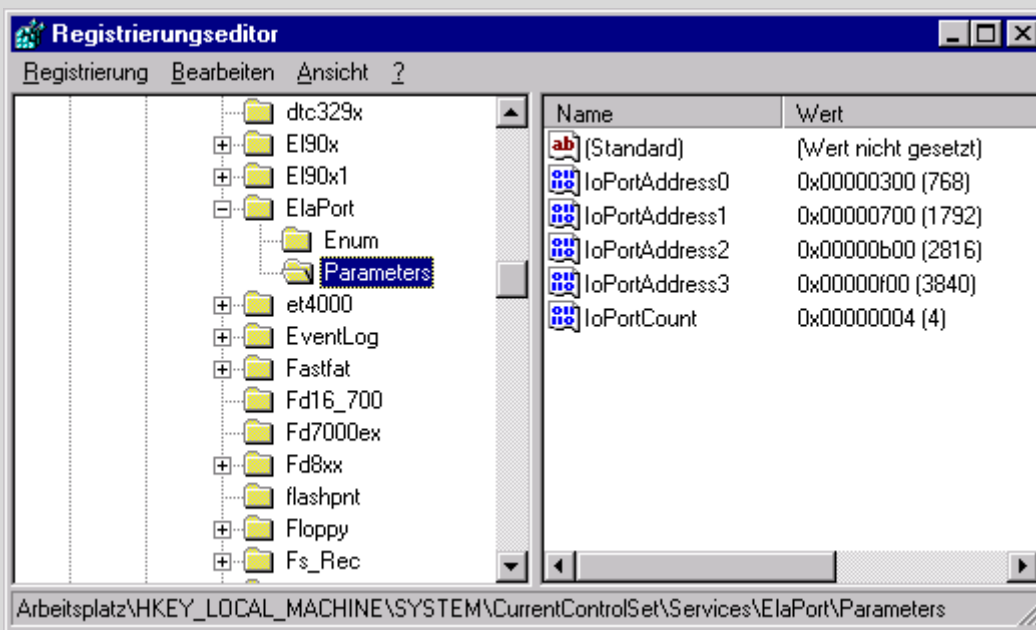 Registrierungseditor
Registrierung Bearbeiten Ansicht ?
dtc329x
El90x
El90x1
ElaPort
Enum
Parameters
et4000
EventLog
Fastfat
Fd16_700
Fd7000ex
Fd8xx
flashpnt
Floppy
Fs_Rec
Name Wert
(Standard) (Wert nicht gesetzt)
IoPortAddress0 0x00000300 (768)
IoPortAddress1 0x00000700 (1792)
IoPortAddress2 0x00000b00 (2816)
IoPortAddress3 0x00000f00 (3840)
IoPortCount 0x00000004 (4)
Arbeitsplatz\HKEY_LOCAL_MACHINE\SYSTEM\CurrentControlSet\Services\ElaPort\Parameters